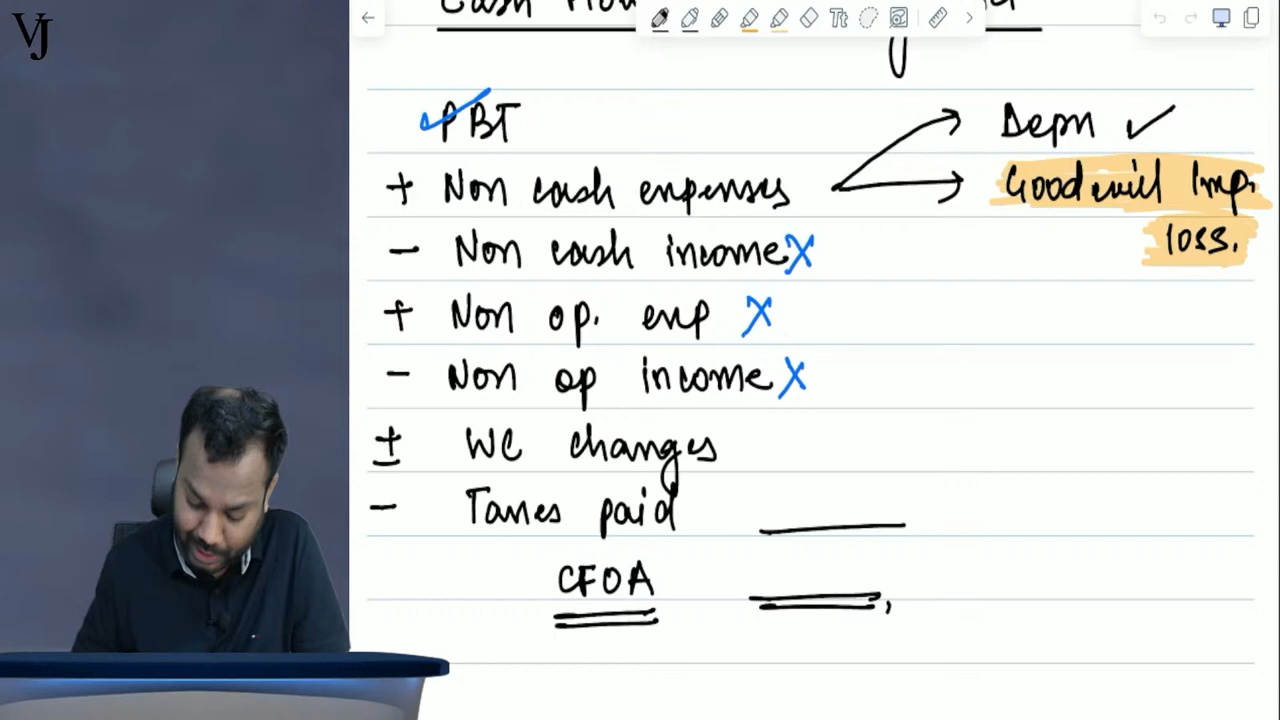 VJ
Tt
PBT
Depn ✓
+ Non cash expenses
Goodwill Imp.
loss.
- Non cash income X
+ Non op. exp X
- Non op income X
± WC changes
- Taxes paid
CFOA